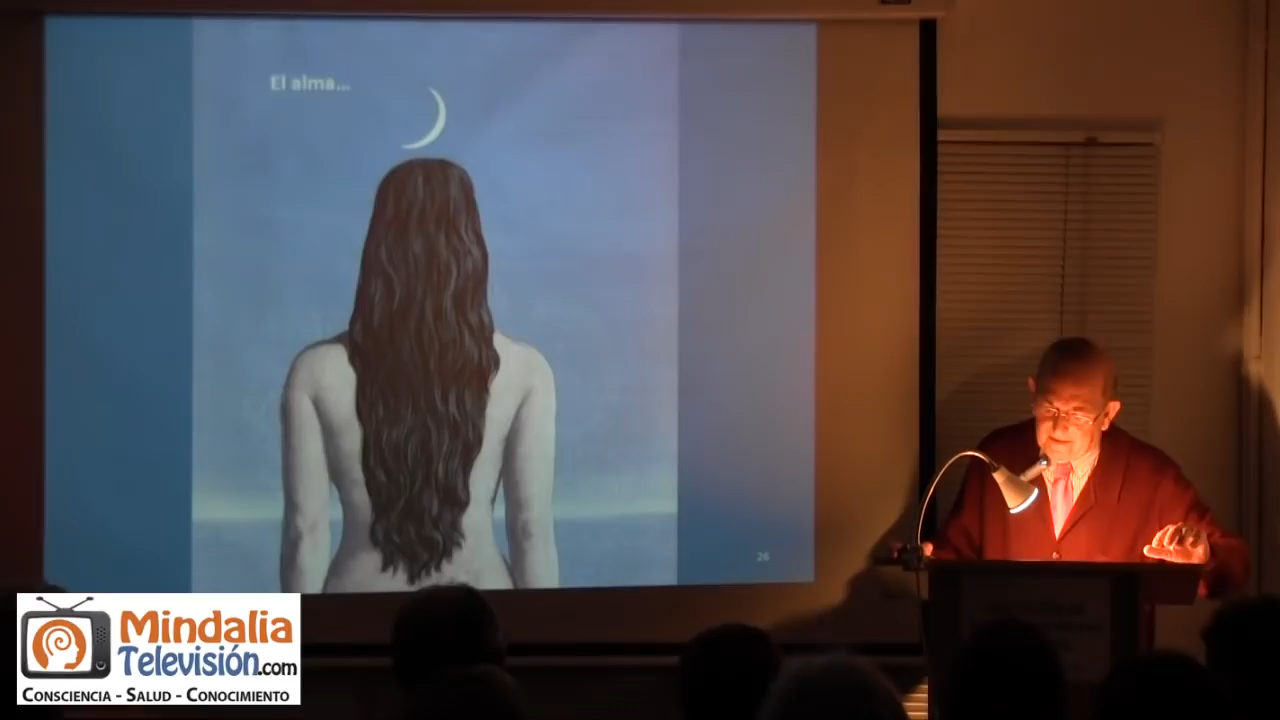 El alma...
26
Mindalia
Televisión.com
Consciencia - Salud - Conocimiento